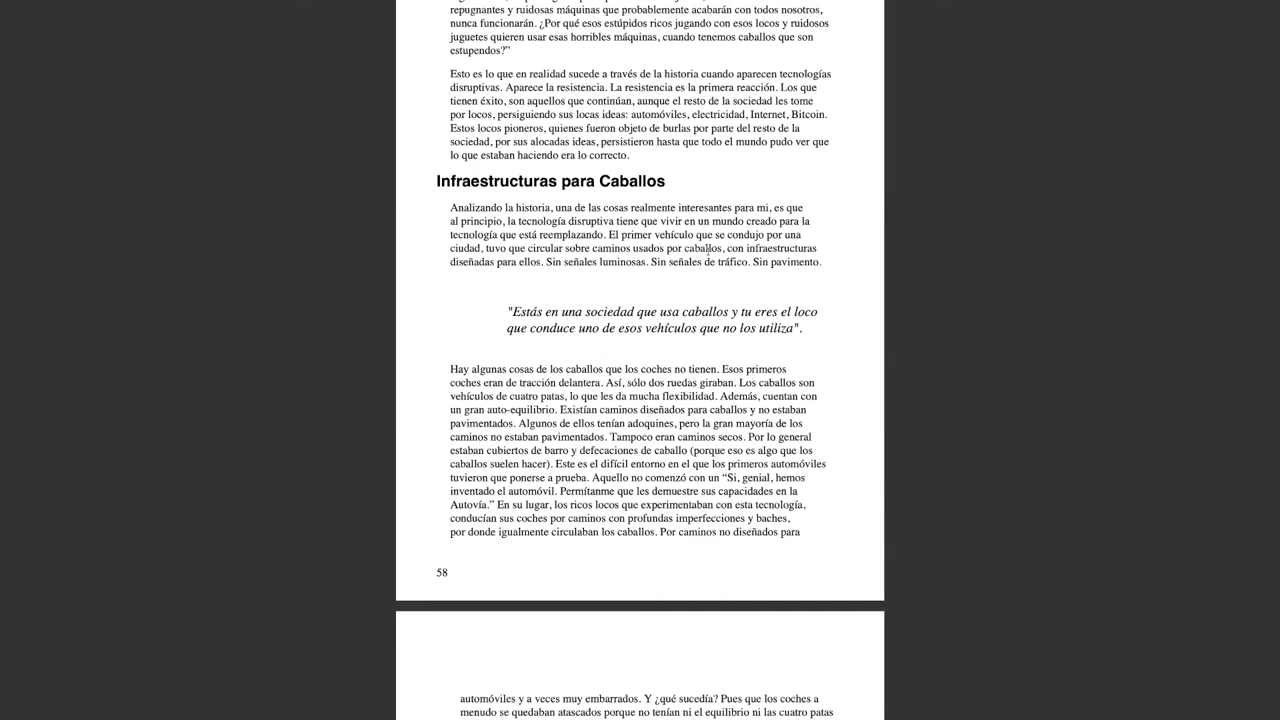 repugnantes y ruidosas máquinas que probablemente acabarán con todos nosotros,
nunca funcionarán. ¿Por qué esos estúpidos ricos jugando con esos locos y ruidosos
juguetes quieren usar esas horribles máquinas, cuando tenemos caballos que son
estupendos?”
Esto es lo que en realidad sucede a través de la historia cuando aparecen tecnologías
disruptivas. Aparece la resistencia. La resistencia es la primera reacción. Los que
tienen éxito, son aquellos que continúan, aunque el resto de la sociedad les tome
por locos, persiguiendo sus locas ideas: automóviles, electricidad, Internet, Bitcoin.
Estos locos pioneros, quienes fueron objeto de burlas por parte del resto de la
sociedad, por sus alocadas ideas, persistieron hasta que todo el mundo pudo ver que
lo que estaban haciendo era lo correcto.
Infraestructuras para Caballos
Analizando la historia, una de las cosas realmente interesantes para mi, es que
al principio, la tecnología disruptiva tiene que vivir en un mundo creado para la
tecnología que está reemplazando. El primer vehículo que se condujo por una
ciudad, tuvo que circular sobre caminos usados por caballos, con infraestructuras
diseñadas para ellos. Sin señales luminosas. Sin señales de tráfico. Sin pavimento.
"Estás en una sociedad que usa caballos y tu eres el loco
que conduce uno de esos vehículos que no los utiliza".
Hay algunas cosas de los caballos que los coches no tienen. Esos primeros
coches eran de tracción delantera. Así, sólo dos ruedas giraban. Los caballos son
vehículos de cuatro patas, lo que les da mucha flexibilidad. Además, cuentan con
un gran auto-equilibrio. Existían caminos diseñados para caballos y no estaban
pavimentados. Algunos de ellos tenían adoquines, pero la gran mayoría de los
caminos no estaban pavimentados. Tampoco eran caminos secos. Por lo general
estaban cubiertos de barro y defecaciones de caballo (porque eso es algo que los
caballos suelen hacer). Este es el difícil entorno en el que los primeros automóviles
tuvieron que ponerse a prueba. Aquello no comenzó con un “Si, genial, hemos
inventado el automóvil. Permítanme que les demuestre sus capacidades en la
Autovía.” En su lugar, los ricos locos que experimentaban con esta tecnología,
conducían sus coches por caminos con profundas imperfecciones y baches,
por donde igualmente circulaban los caballos. Por caminos no diseñados para
58
automóviles y a veces muy embarrados. Y ¿qué sucedía? Pues que los coches a
menudo se quedaban atascados porque no tenían ni el equilibrio ni las cuatro patas